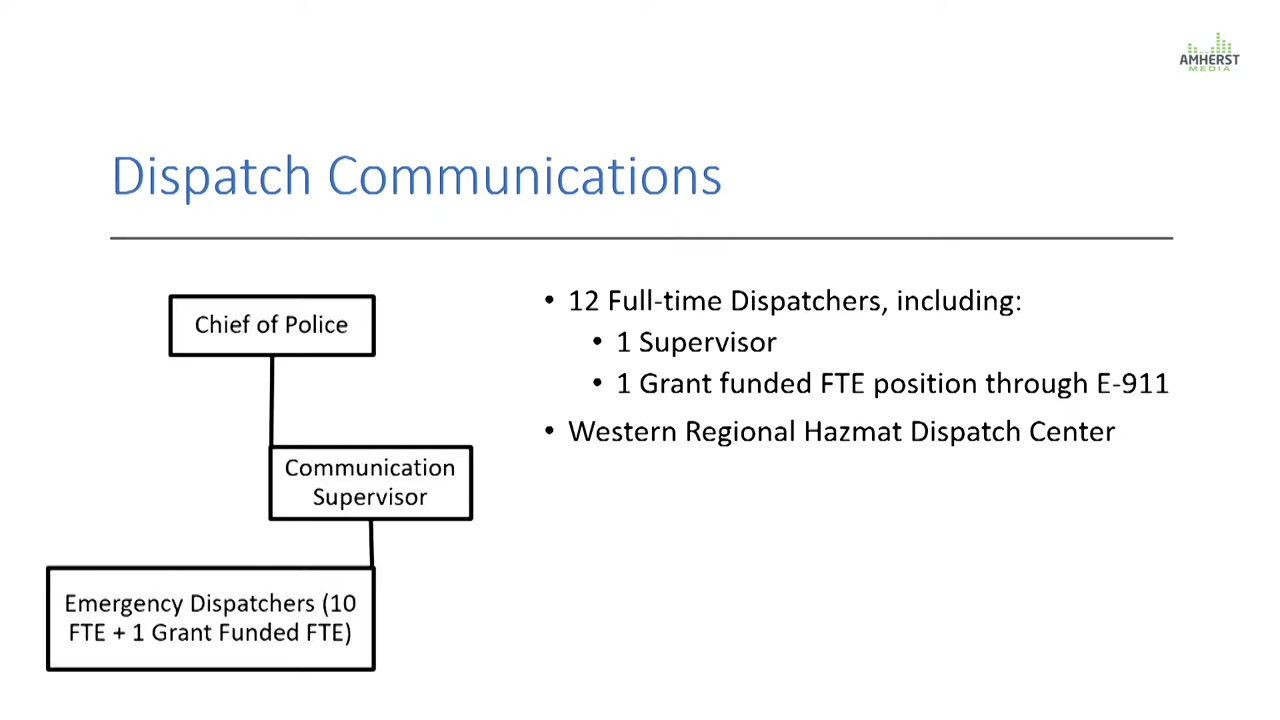 AMHERST
MEDIA
Dispatch Communications
Chief of Police
Communication
Supervisor
Emergency Dispatchers (10
FTE + 1 Grant Funded FTE)
• 12 Full-time Dispatchers, including:
• 1 Supervisor
• 1 Grant funded FTE position through E-911
• Western Regional Hazmat Dispatch Center